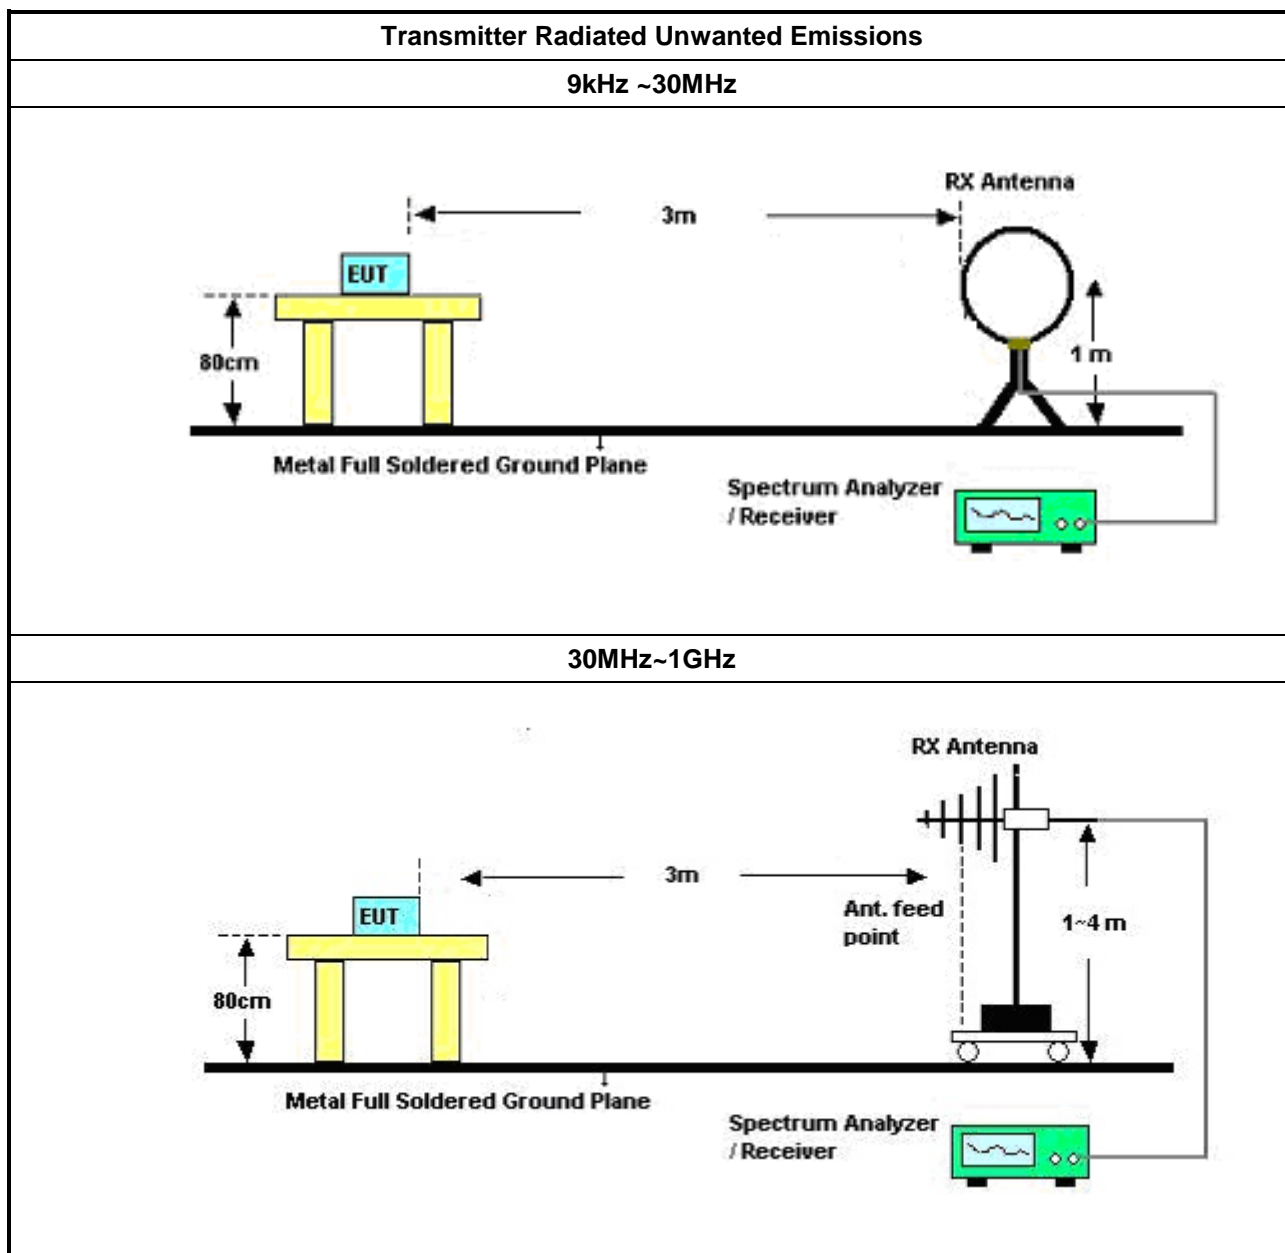 Transmitter Radiated Unwanted Emissions
9kHz ~30MHz
RX Antenna
3m
EUT
80cm
1 m
Metal Full Soldered Ground Plane
Spectrum Analyzer
/ Receiver
30MHz~1GHz
RX Antenna
3m
EUT
Ant. feed
point
1~4 m
80cm
Metal Full Soldered Ground Plane
Spectrum Analyzer
/ Receiver